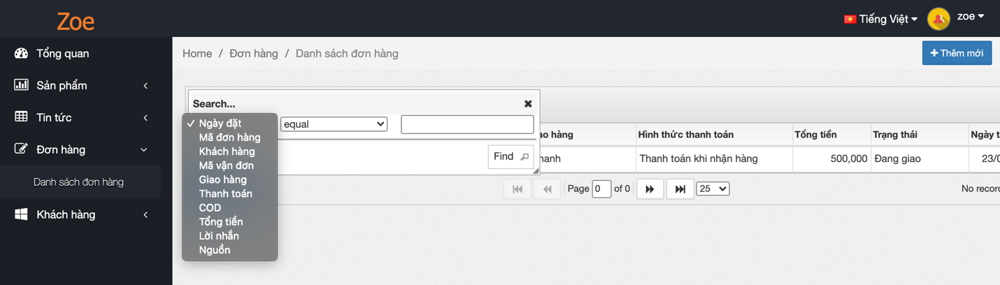 Zoe
Tiếng Việt
zoe
Tổng quan
Sản phẩm
Tin tức
Đơn hàng
Danh sách đơn hàng
Khách hàng
Home / Đơn hàng / Danh sách đơn hàng
+ Thêm mới
Search...
equal
Ngày đặt
Mã đơn hàng
Khách hàng
Mã vận đơn
Giao hàng
Thanh toán
COD
Tổng tiền
Lời nhắn
Nguồn
Find
hàng Hình thức thanh toán Tổng tiền Trạng thái Ngày
Thanh toán khi nhận hàng 500,000 Đang giao 23/
Page 0 of 0 25 No